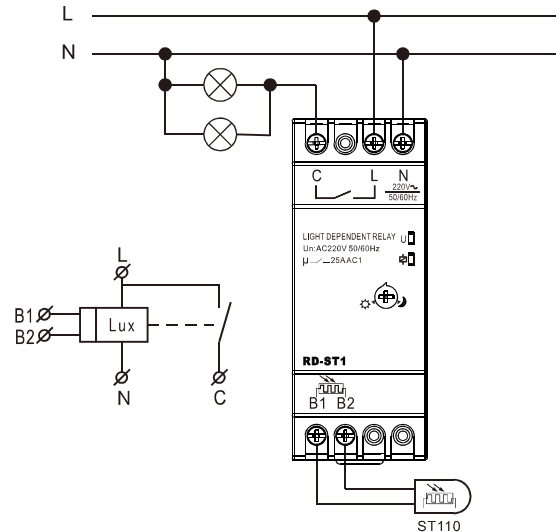 L
N
C L N
220V~
50/60Hz
LIGHT DEPENDENT RELAY U
Un:AC220V 50/60Hz
μ 25AAC1
RD-ST1
B1 B2
ST110
L
B1
B2
Lux
N C